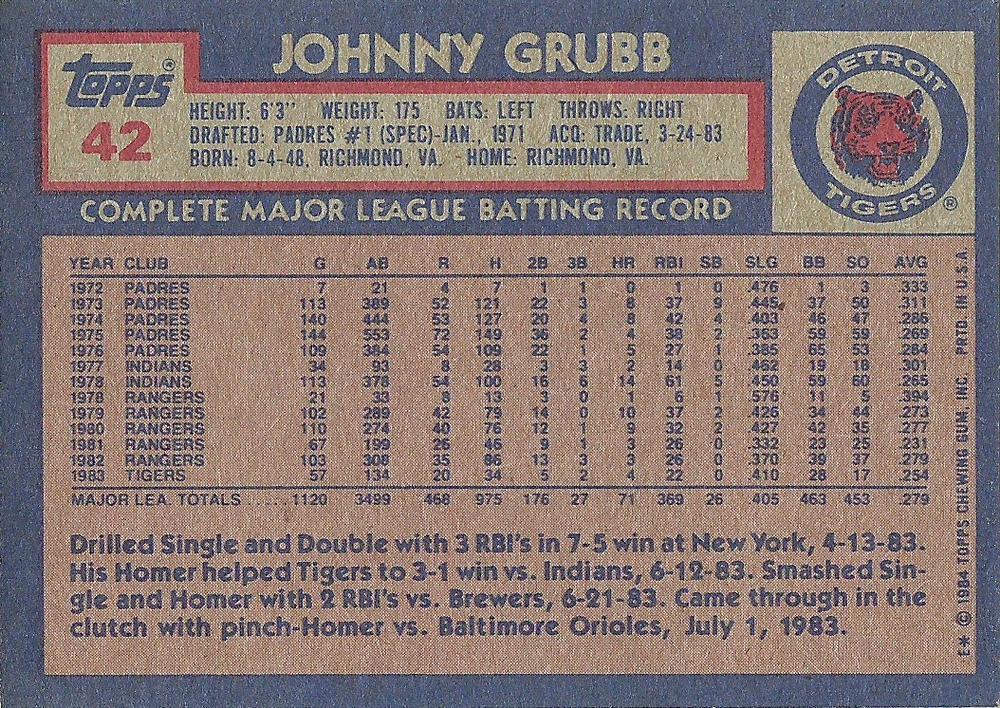 JOHNNY GRUBB
Topps®
42
HEIGHT: 6'3" WEIGHT: 175 BATS: LEFT THROWS: RIGHT
DRAFTED: PADRES #1 (SPEC)-JAN., 1971 ACQ: TRADE, 3-24-83
BORN: 8-4-48, RICHMOND, VA. - HOME: RICHMOND, VA.
DETROIT
TIGERS®
COMPLETE MAJOR LEAGUE BATTING RECORD
YEAR CLUB G AB R H 2B 3B HR RBI SB SLG BB SO AVG
1972 PADRES 7 21 4 7 1 1 0 1 0 .476 1 3 .333
1973 PADRES 113 389 52 121 22 3 8 37 9 .445 37 50 .311
1974 PADRES 140 444 53 127 20 4 8 42 4 .403 46 47 .286
1975 PADRES 144 553 72 149 36 2 4 38 2 .363 59 59 .269
1976 PADRES 109 384 54 109 22 1 5 27 1 .385 65 53 .284
1977 INDIANS 34 93 8 28 3 3 2 14 0 .462 19 18 .301
1978 INDIANS 113 378 54 100 16 6 14 61 5 .450 59 60 .265
1978 RANGERS 21 33 8 13 3 0 1 6 1 .576 11 5 .394
1979 RANGERS 102 289 42 79 14 0 10 37 2 .426 34 44 .273
1980 RANGERS 110 274 40 76 12 1 9 32 2 .427 42 35 .277
1981 RANGERS 67 199 26 46 9 1 3 26 0 .332 23 25 .231
1982 RANGERS 103 308 35 86 13 3 3 26 0 .370 39 37 .279
1983 TIGERS 57 134 20 34 5 2 4 22 0 .410 28 17 .254
MAJOR LEA. TOTALS .....1120 3499 468 975 176 27 71 369 26 .405 463 453 .279
Drilled Single and Double with 3 RBI's in 7-5 win at New York, 4-13-83.
His Homer helped Tigers to 3-1 win vs. Indians, 6-12-83. Smashed Sin-
gle and Homer with 2 RBI's vs. Brewers, 6-21-83. Came through in the
clutch with pinch-Homer vs. Baltimore Orioles, July 1, 1983.
E* © 1984 TOPPS CHEWING GUM, INC. PRTD. IN U.S.A.